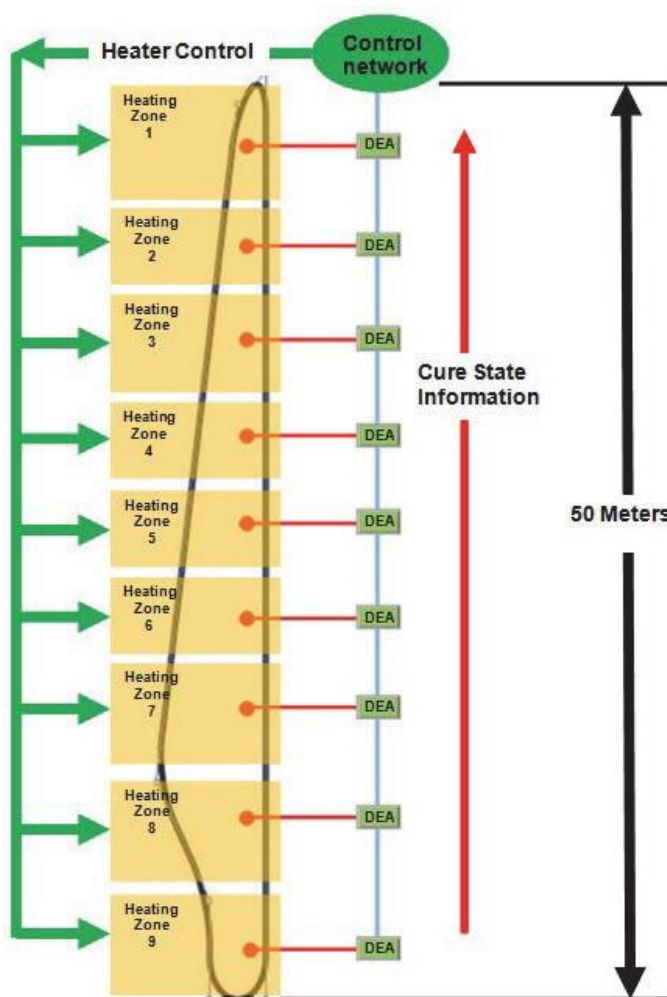 Heater Control
Control
network
Heating
Zone
1
DEA
Heating
Zone
2
DEA
Heating
Zone
3
DEA
Cure State
Information
Heating
Zone
4
DEA
Heating
Zone
5
DEA
50 Meters
Heating
Zone
6
DEA
Heating
Zone
7
DEA
Heating
Zone
8
DEA
Heating
Zone
9
DEA